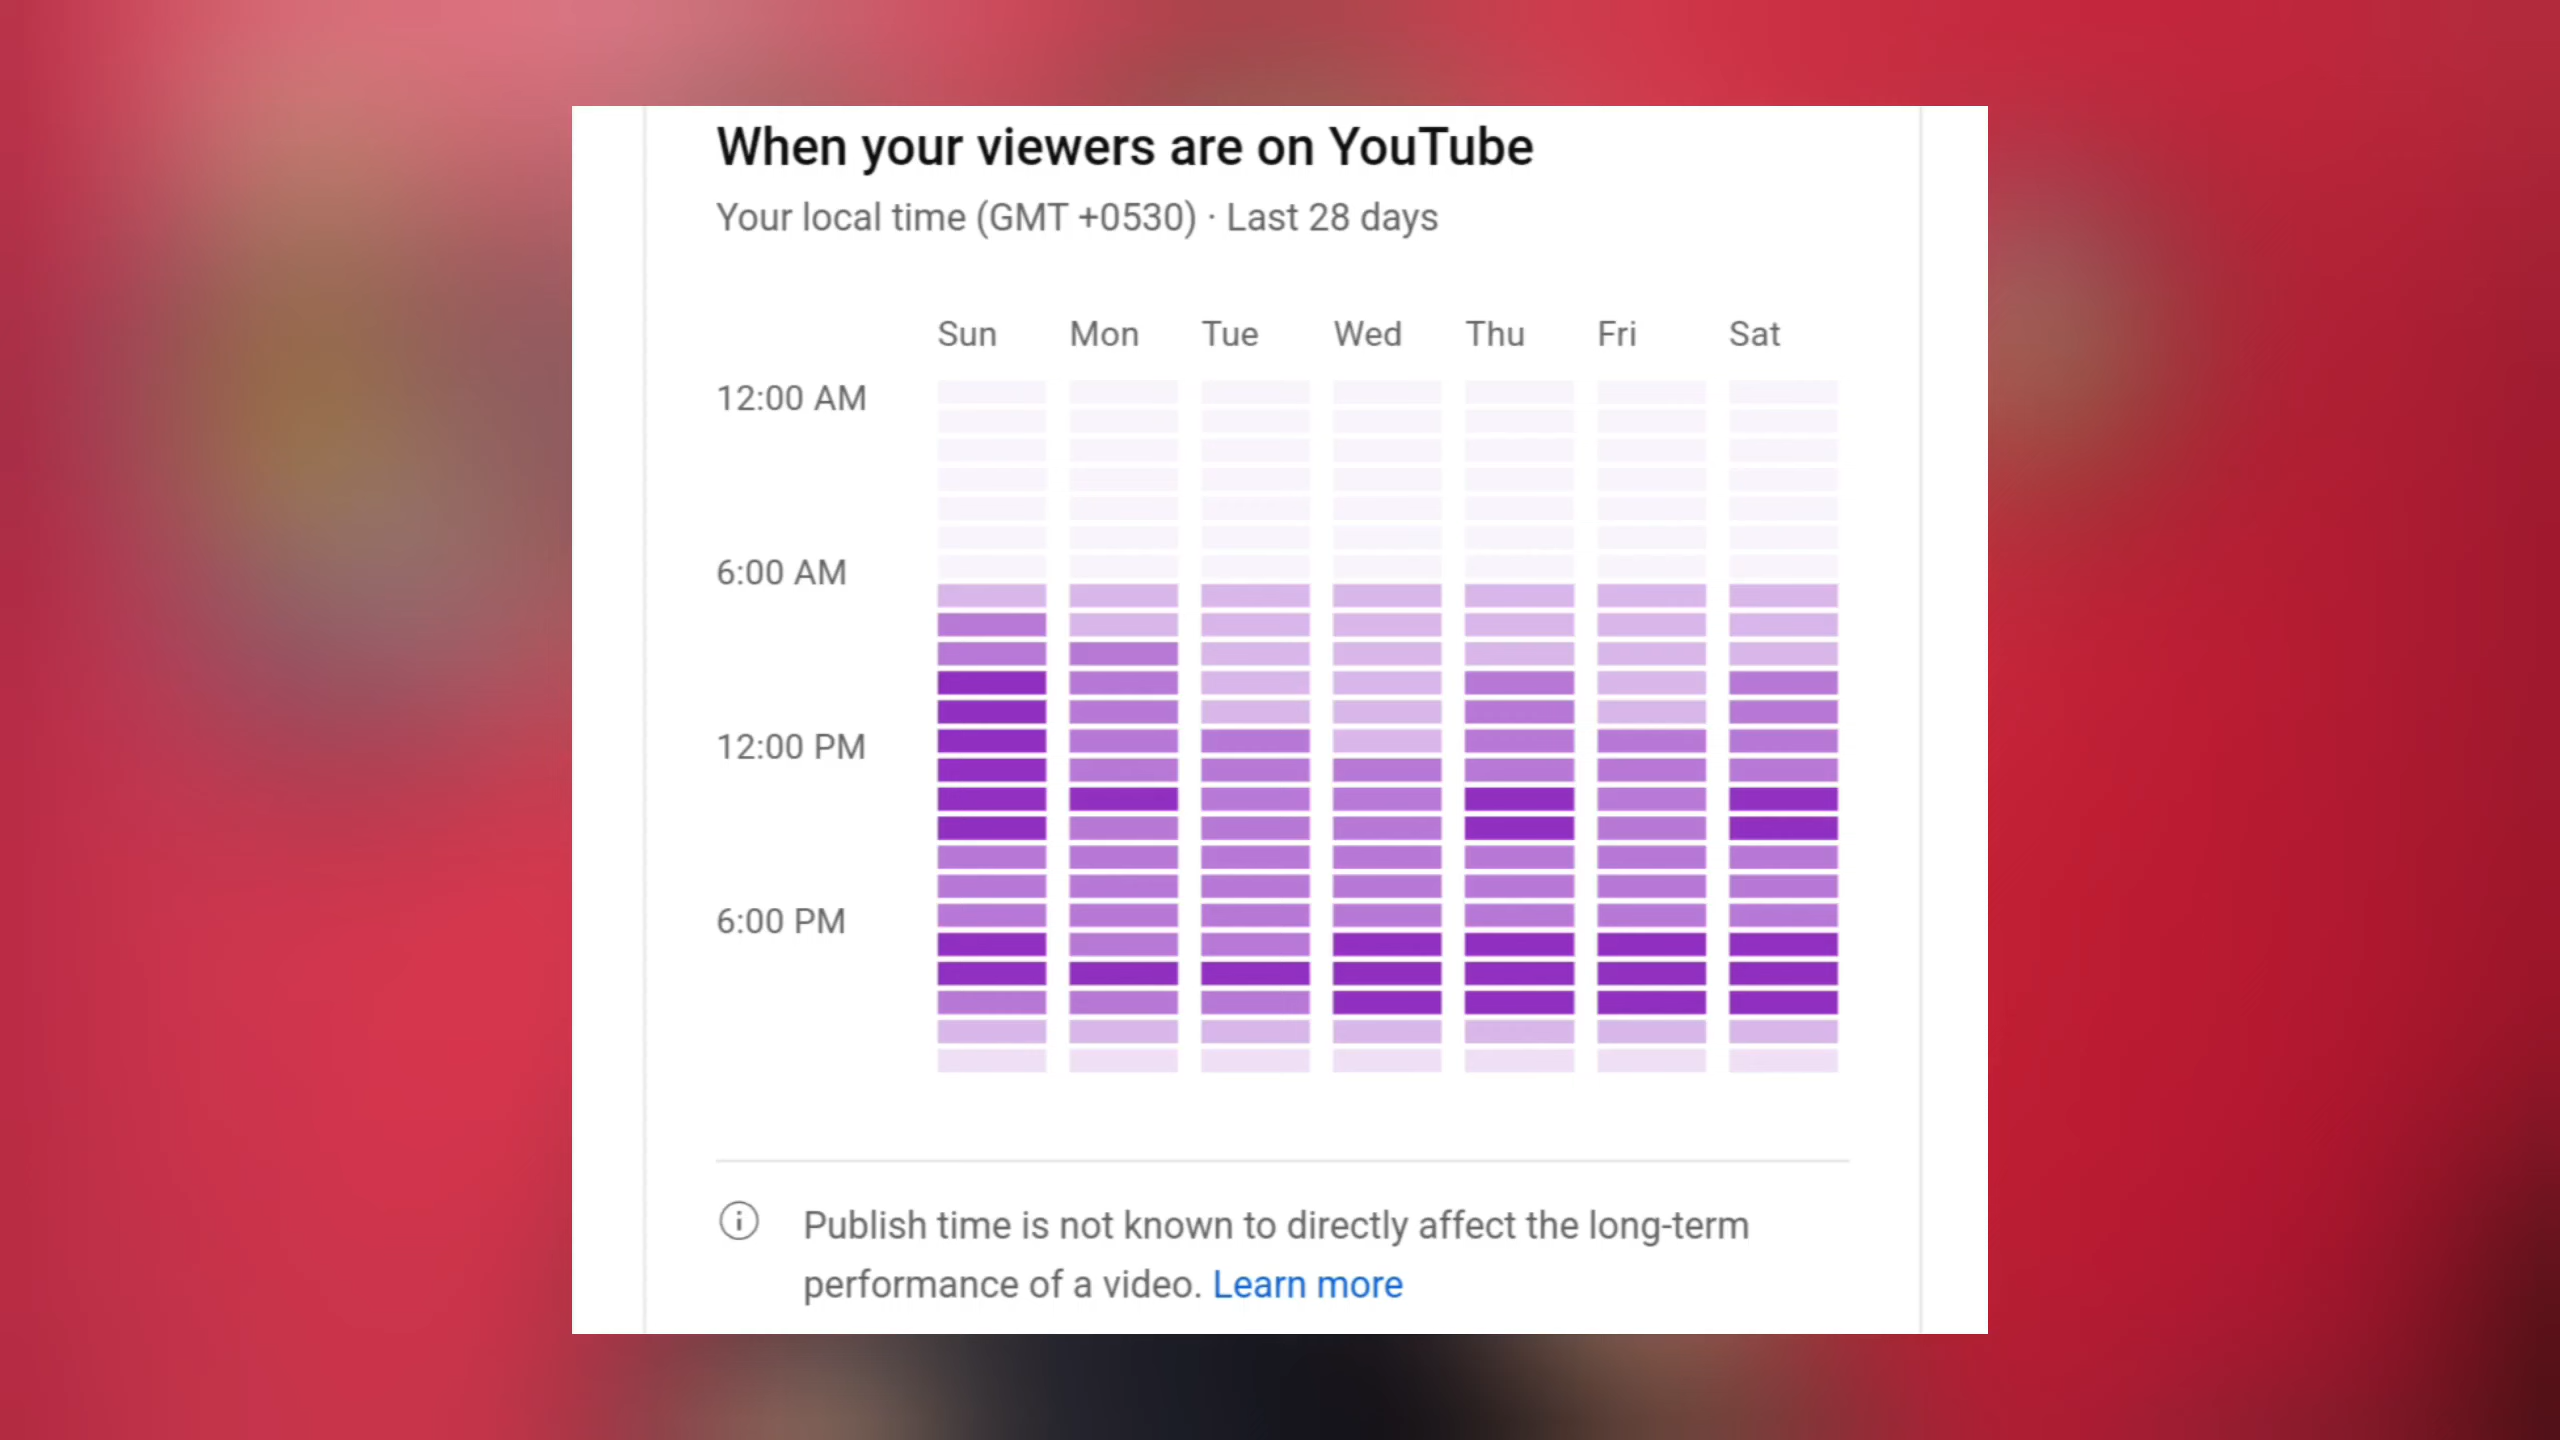 When your viewers are on YouTube
Your local time (GMT +0530) · Last 28 days
Sun Mon Tue Wed Thu Fri Sat
12:00 AM
6:00 AM
12:00 PM
6:00 PM
Publish time is not known to directly affect the long-term
performance of a video. Learn more